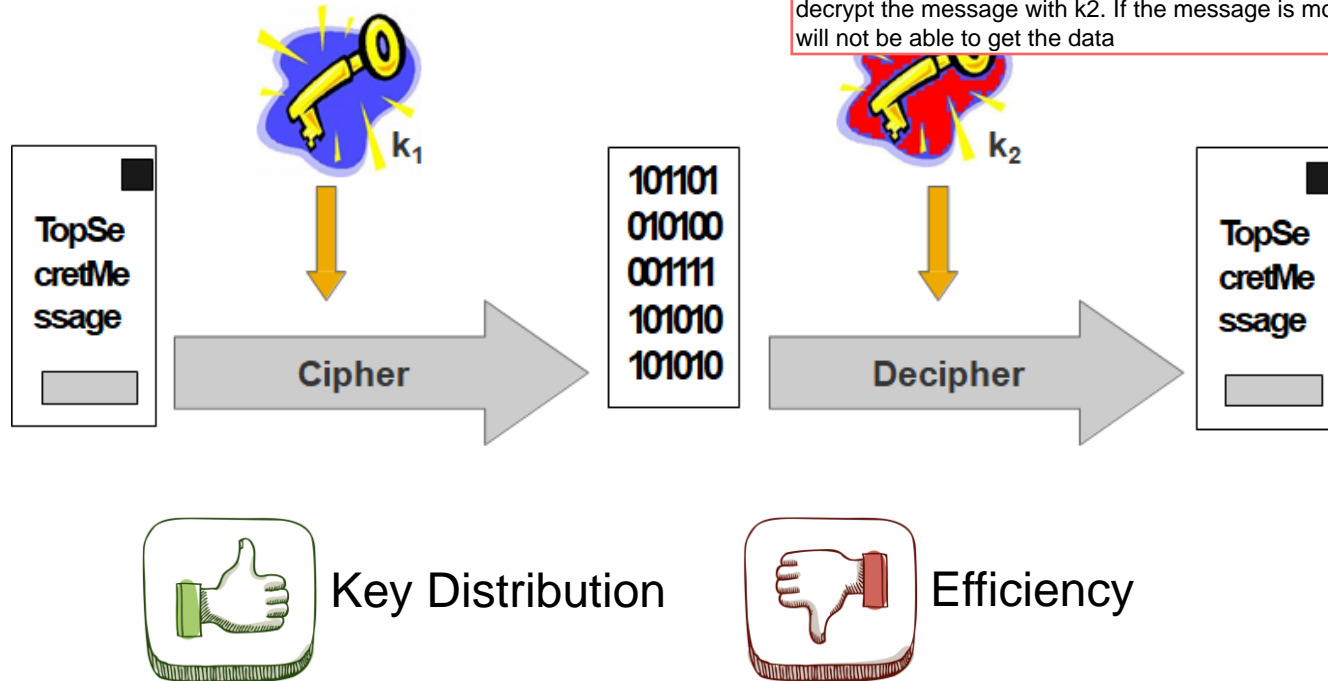 decrypt the message with k2. If the message is
will not be able to get the data
k₁
k₂
TopSe
cretMe
ssage
Cipher
101101
010100
001111
101010
101010
Decipher
TopSe
cretMe
ssage
Key Distribution
Efficiency